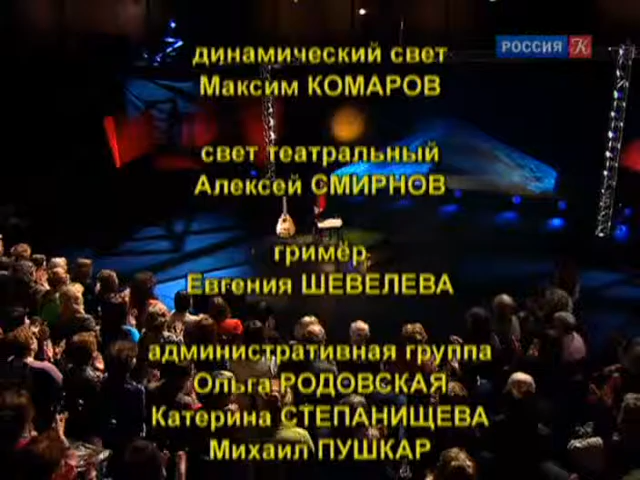 РОССИЯ К
динамический свет
Максим КОМАРОВ
свет театральный
Алексей СМИРНОВ
гримёр
Евгения ШЕВЕЛЕВА
административная группа
Ольга РОДОВСКАЯ
Катерина СТЕПАНИЩЕВА
Михаил ПУШКАР